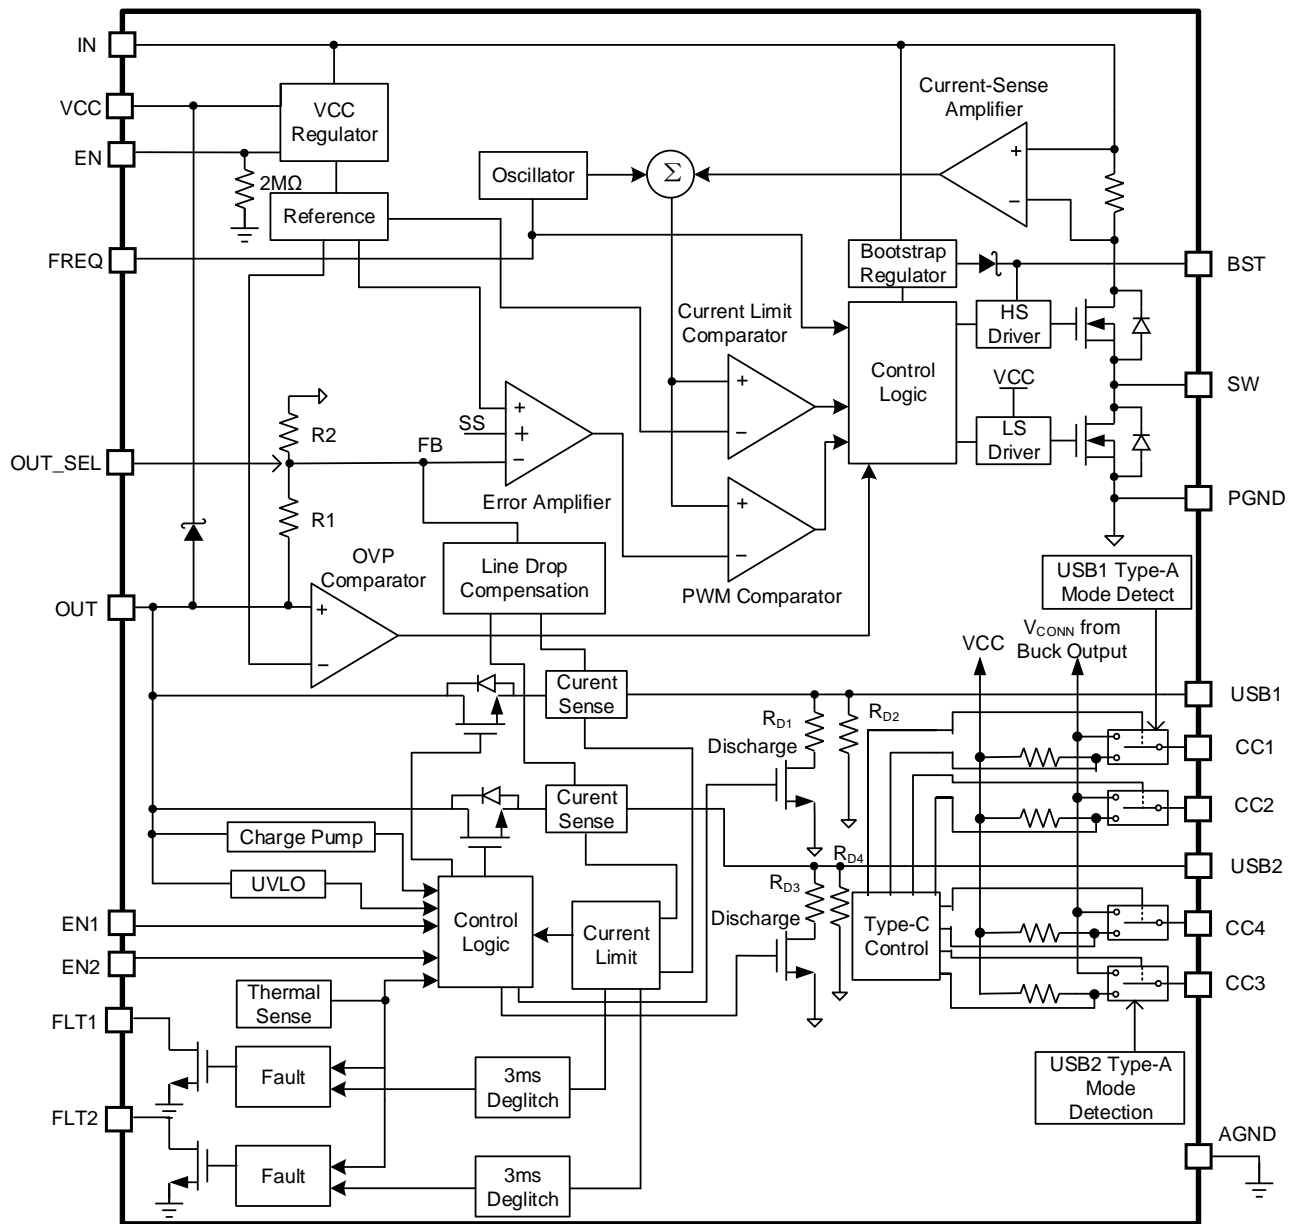 IN
VCC
EN
FREQ
OUT_SEL
OUT
EN1
EN2
FLT1
FLT2
VCC
Regulator
2MΩ
Reference
Oscillator
Σ
Current-Sense
Amplifier
+
−
Bootstrap
Regulator
BST
HS
Driver
Current Limit
Comparator
+
−
Control
Logic
VCC
LS
Driver
SW
PGND
R2
R1
FB
SS
+
+
−
Error Amplifier
+
−
PWM Comparator
OVP
Comparator
+
−
Line Drop
Compensation
USB1 Type-A
Mode Detect
VCC
VCONN from
Buck Output
Curent
Sense
USB1
RD1
RD2
Discharge
CC1
Curent
Sense
CC2
Charge Pump
UVLO
USB2
RD4
RD3
Discharge
Control
Logic
Current
Limit
Type-C
Control
CC4
CC3
Thermal
Sense
Fault
3ms
Deglitch
USB2 Type-A
Mode
Detection
Fault
3ms
Deglitch
AGND